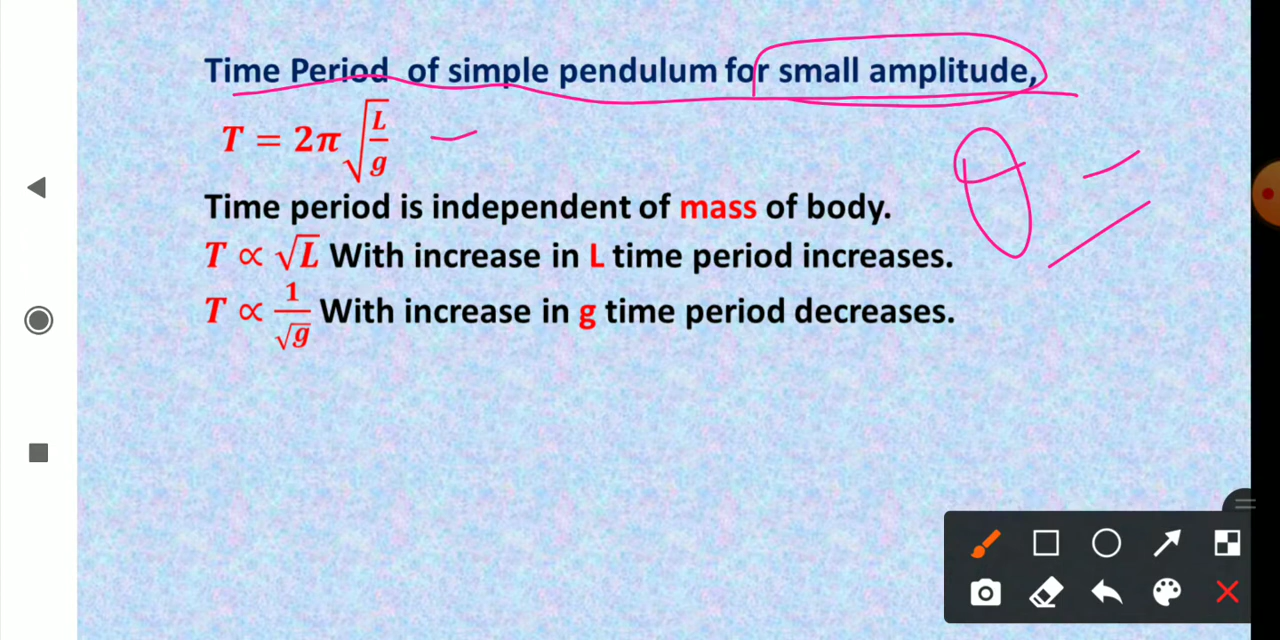 Time Period of simple pendulum for small amplitude,
T = 2π √(L/g)
θ =
Time period is independent of mass of body.
T ∝ √L With increase in L time period increases.
T ∝ 1/√g With increase in g time period decreases.